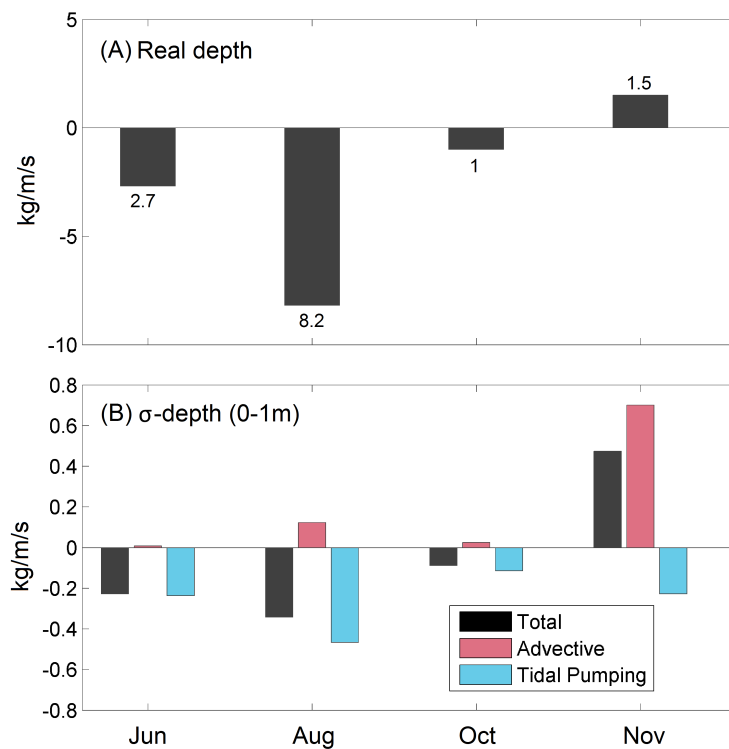 5
(A) Real depth
1.5
0
2.7
1
kg/m/s
-5
8.2
-10
0.8
(B) σ-depth (0-1m)
0.6
0.4
0.2
kg/m/s
0
-0.2
Total
-0.4
Advective
-0.6
Tidal Pumping
-0.8
Jun Aug Oct Nov